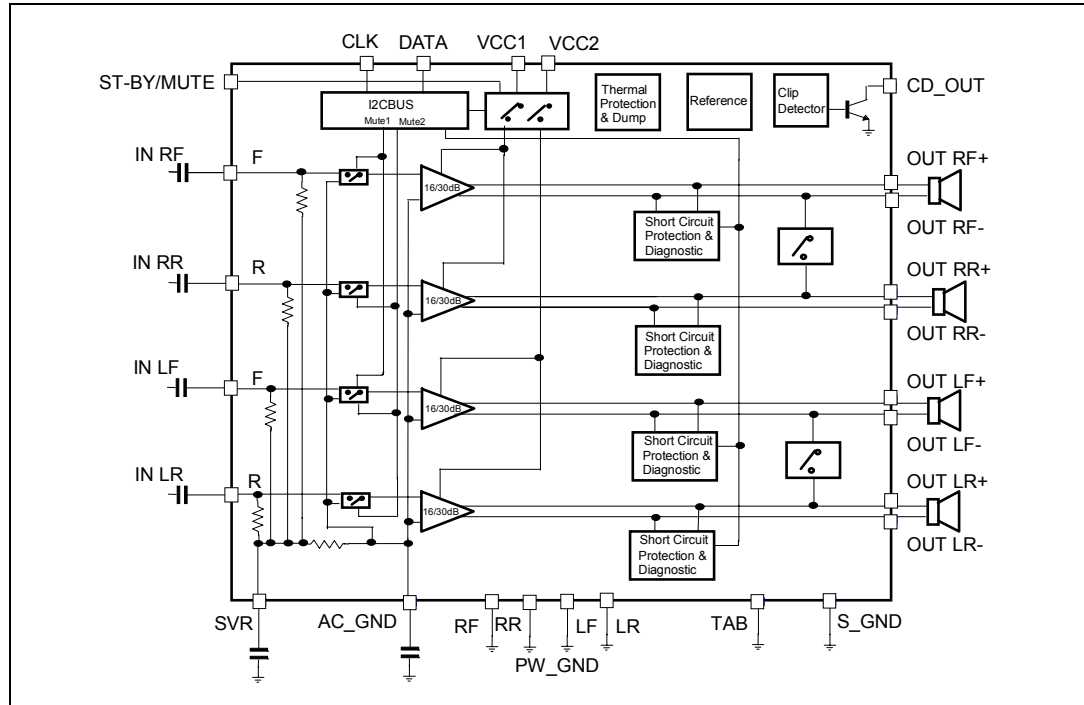 CLK DATA VCC1 VCC2
ST-BY/MUTE
I2CBUS
Mute1 Mute2
Thermal
Protection
& Dump
Reference
Clip
Detector
CD_OUT
IN RF
F
16/30dB
Short Circuit
Protection &
Diagnostic
OUT RF+
OUT RF-
IN RR
R
16/30dB
Short Circuit
Protection &
Diagnostic
OUT RR+
OUT RR-
IN LF
F
16/30dB
Short Circuit
Protection &
Diagnostic
OUT LF+
OUT LF-
IN LR
R
16/30dB
Short Circuit
Protection &
Diagnostic
OUT LR+
OUT LR-
SVR AC_GND RF RR LF LR TAB S_GND
PW_GND